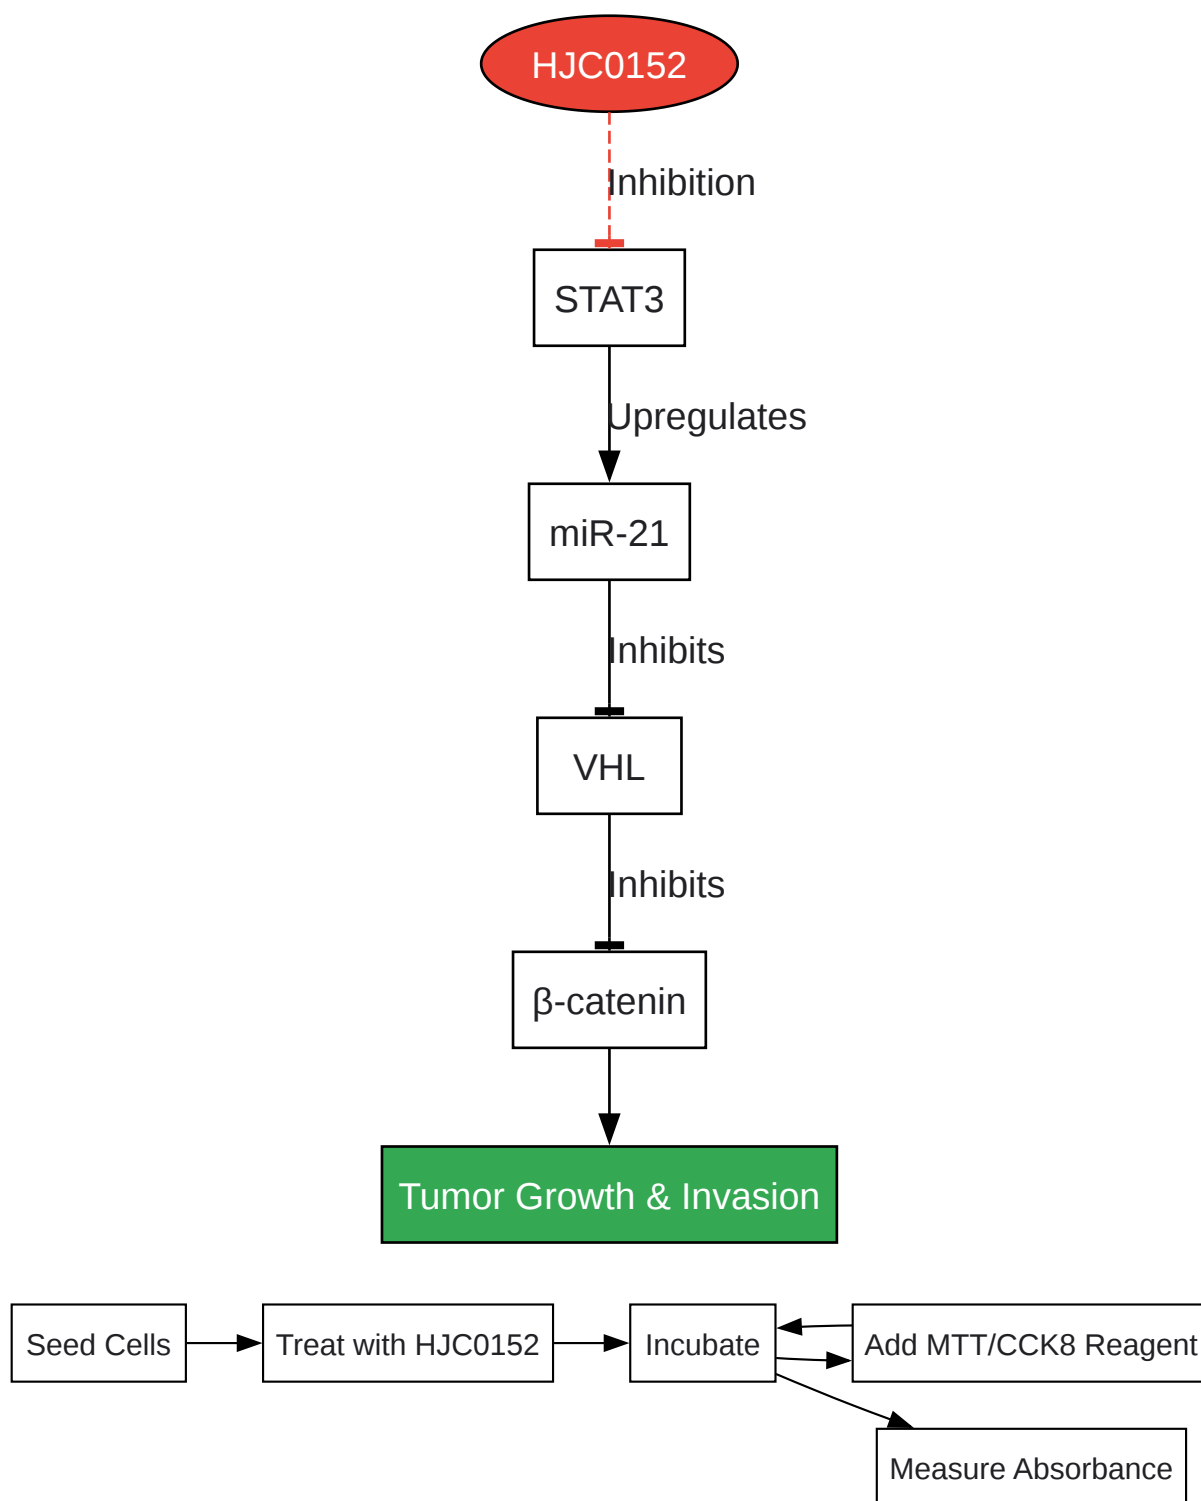 HJC0152
Inhibition
STAT3
Upregulates
miR-21
Inhibits
VHL
Inhibits
β-catenin
Tumor Growth & Invasion
Seed Cells
Treat with HJC0152
Incubate
Add MTT/CCK8 Reagent
Measure Absorbance